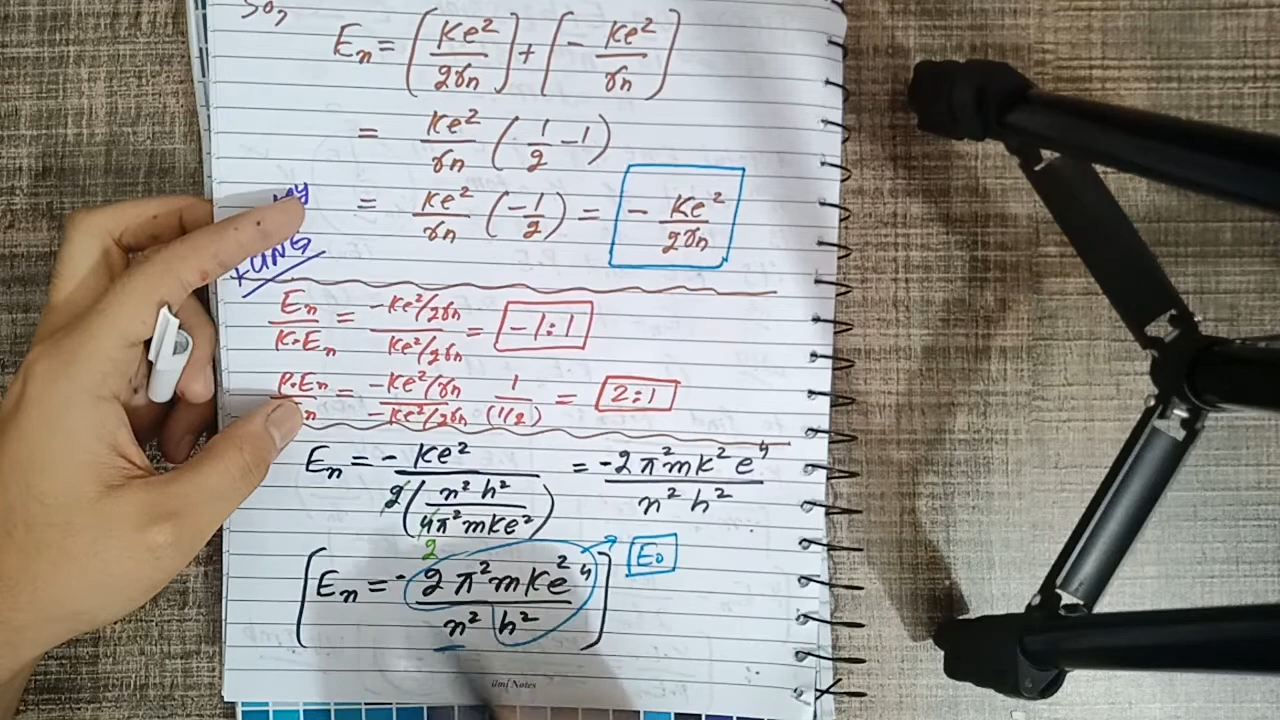 So,
En = (Ke²/2rn) + (- Ke²/rn)
= Ke²/rn (1/2 - 1)
= Ke²/rn (-1/2) = - Ke²/2rn
En/K.En = -Ke²/2rn / Ke²/2rn = -1:1
P.En/ n = -Ke²/rn / -Ke²/2rn 1/(1/2) = 2:1
En = - Ke² / 2(n²h²/4π²mKe²) = -2π²mK²e⁴ / n²h²
2
[En = - 2π²mK²e⁴ / n²h²] E₀